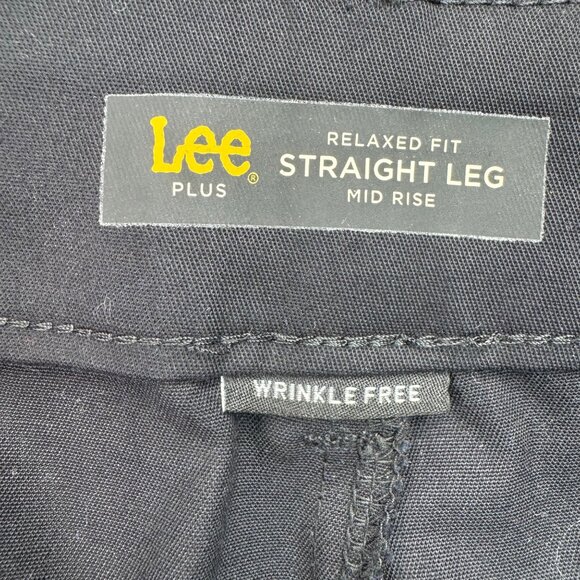 Lee®
PLUS
RELAXED FIT
STRAIGHT LEG
MID RISE
WRINKLE FREE